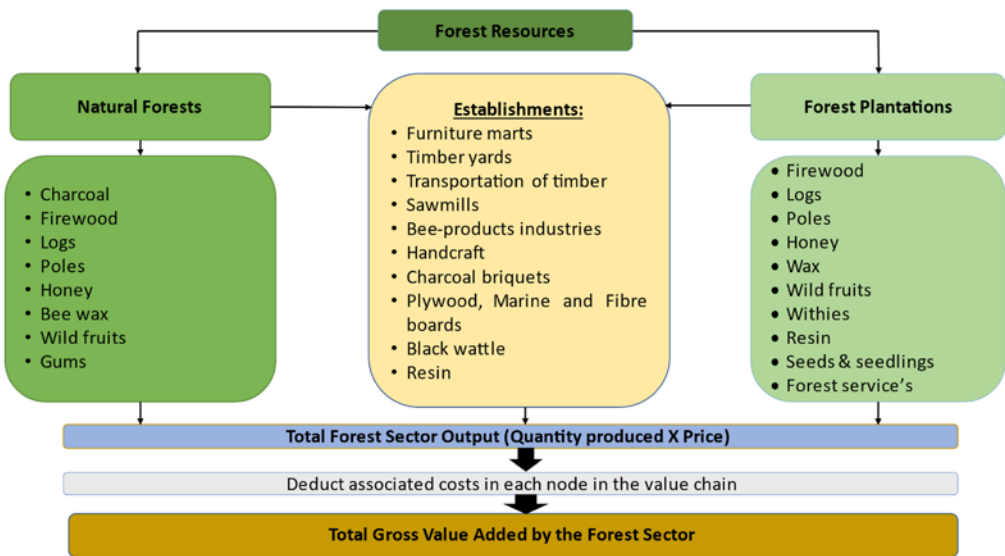 Forest Resources
Natural Forests
• Charcoal
• Firewood
• Logs
• Poles
• Honey
• Bee wax
• Wild fruits
• Gums
Establishments:
• Furniture marts
• Timber yards
• Transportation of timber
• Sawmills
• Bee-products industries
• Handcraft
• Charcoal briquets
• Plywood, Marine and Fibre
boards
• Black wattle
• Resin
Forest Plantations
• Firewood
• Logs
• Poles
• Honey
• Wax
• Wild fruits
• Withies
• Resin
• Seeds & seedlings
• Forest service's
Total Forest Sector Output (Quantity produced X Price)
Deduct associated costs in each node in the value chain
Total Gross Value Added by the Forest Sector